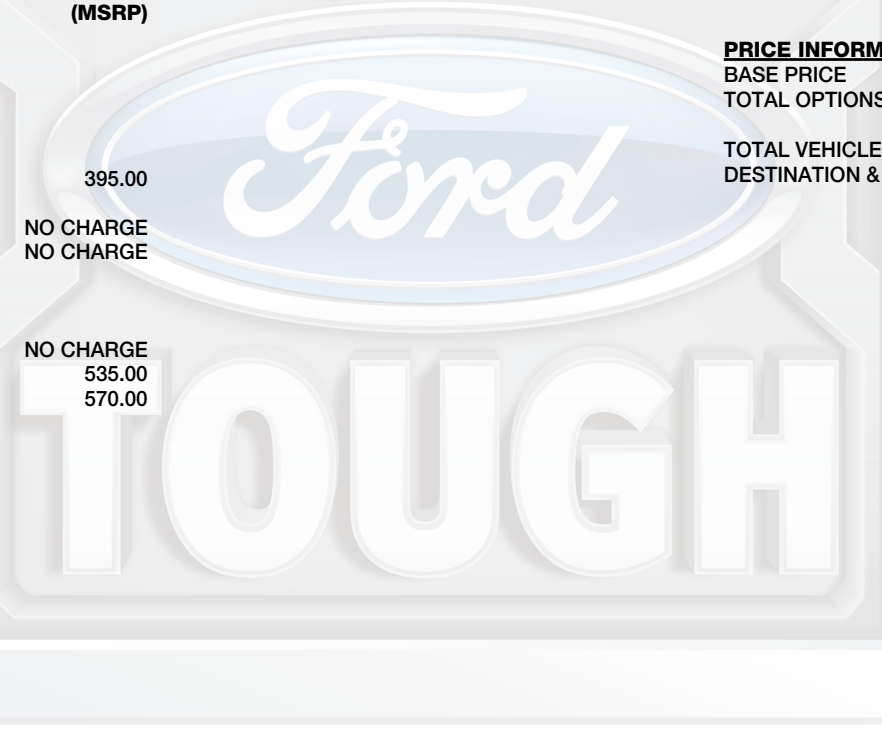 (MSRP)
395.00
NO CHARGE
NO CHARGE
NO CHARGE
535.00
570.00
PRICE INFORM
BASE PRICE
TOTAL OPTIONS
TOTAL VEHICLE
DESTINATION &
Ford
TOUGH